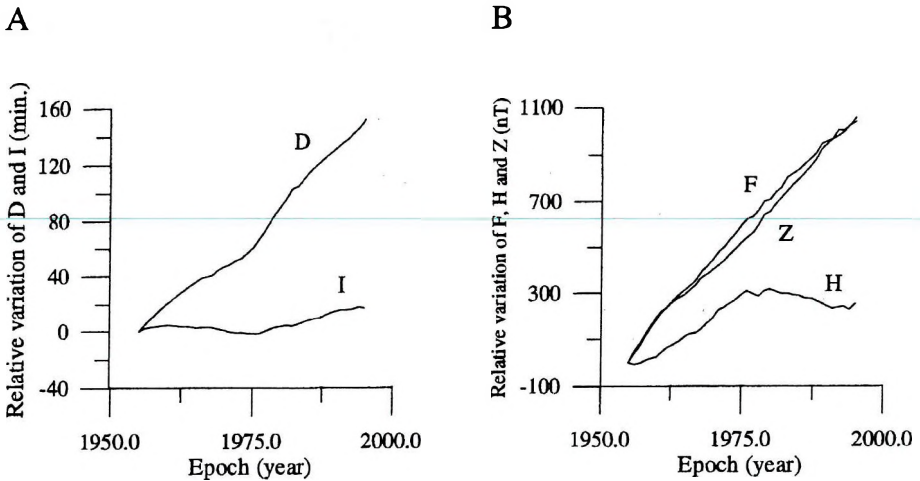 A
Relative variation of D and I (min.)
160
120
80
40
0
-40
D
I
1950.0
1975.0
2000.0
Epoch (year)
B
Relative variation of F, H and Z (nT)
1100
700
300
-100
F
Z
H
1950.0
1975.0
2000.0
Epoch (year)